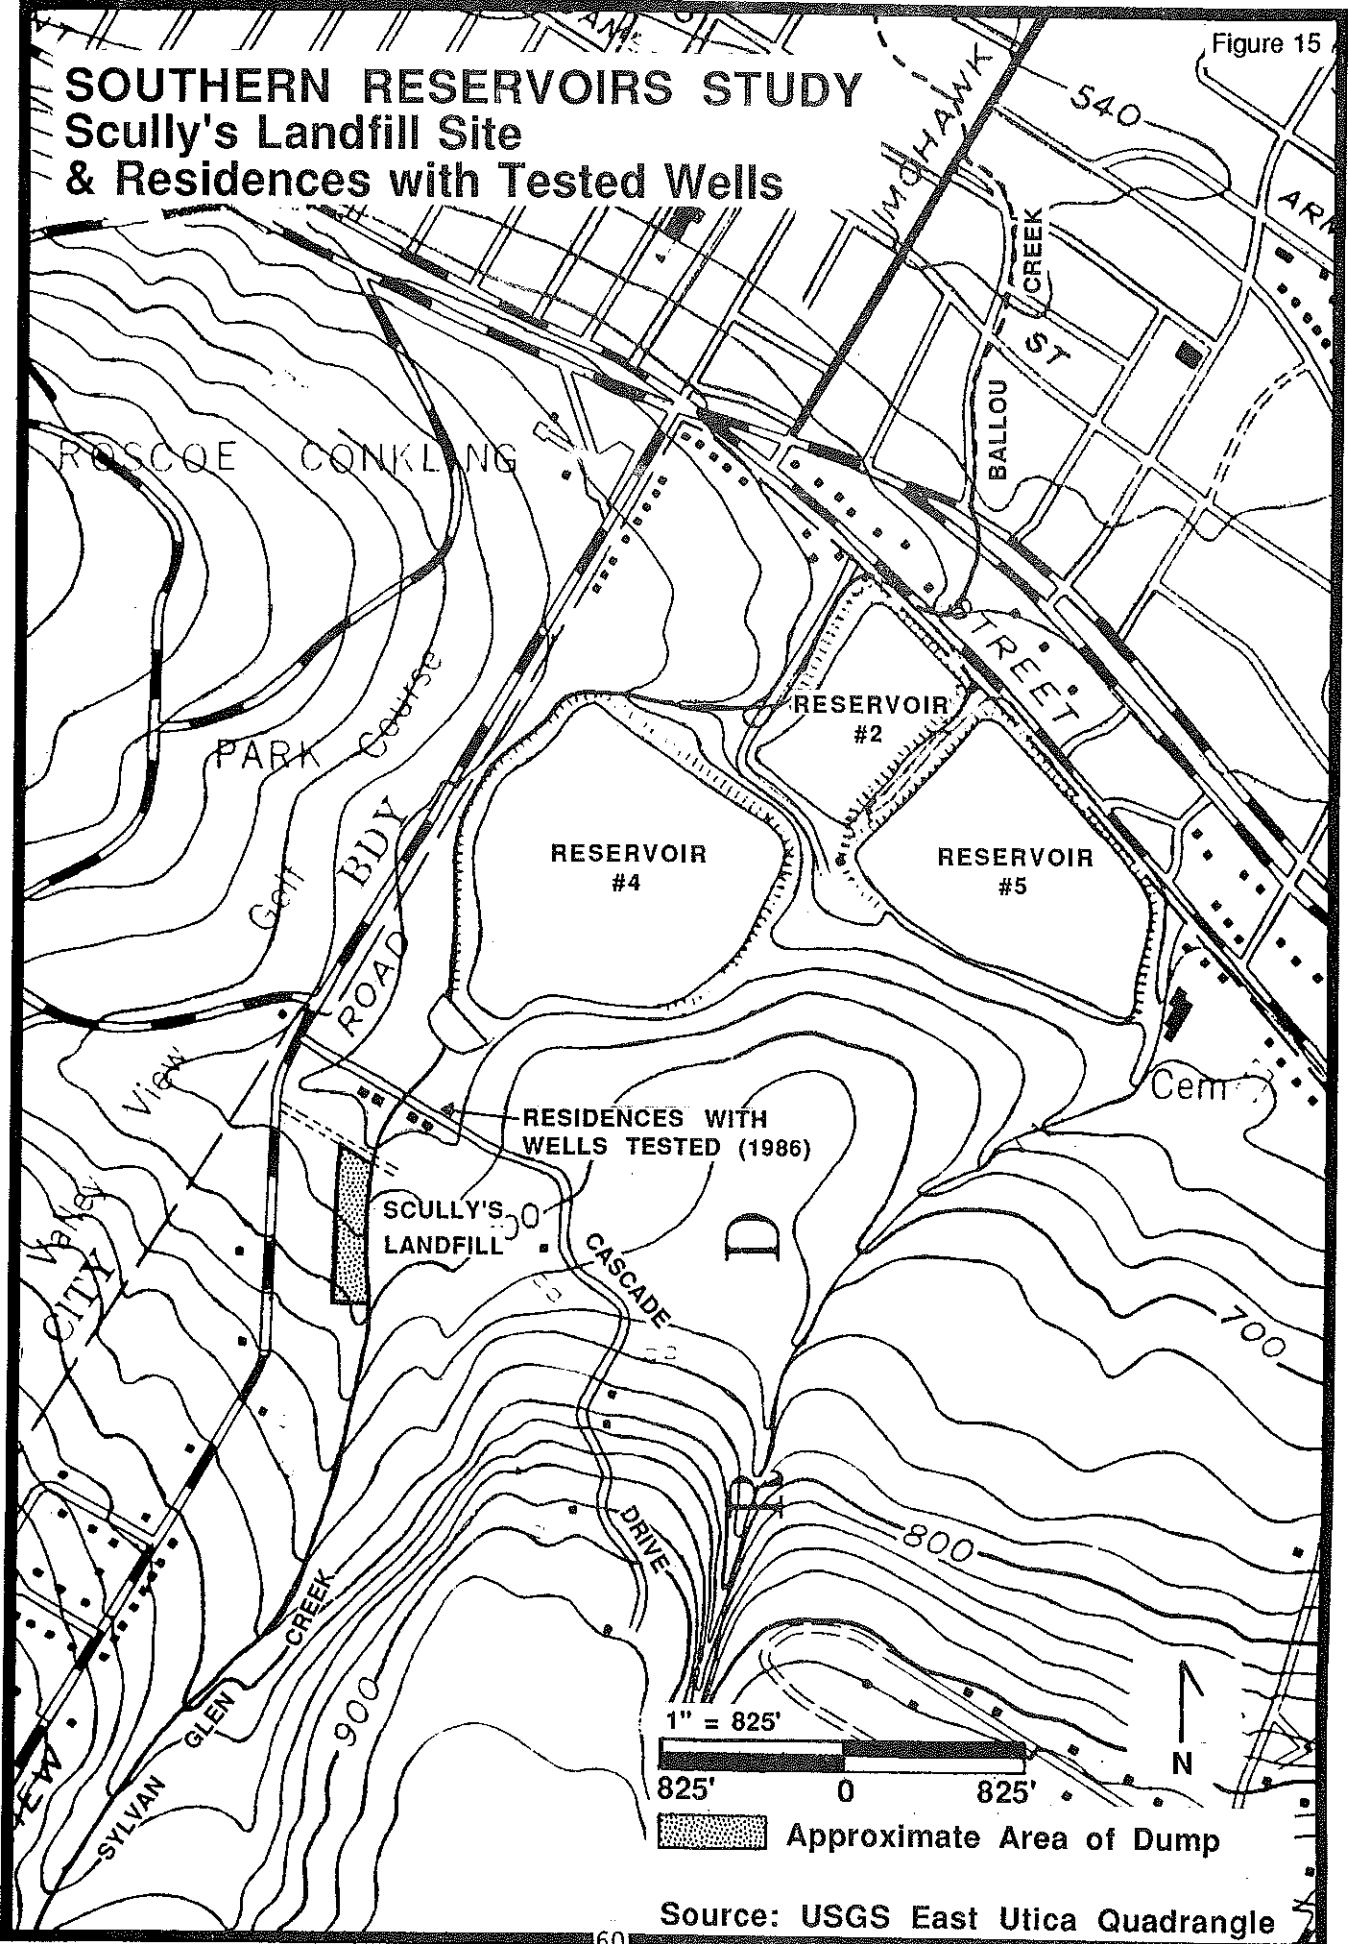 Figure 15
SOUTHERN RESERVOIRS STUDY
Scully's Landfill Site
& Residences with Tested Wells
MOHAWK
540
CREEK
ST
BALLOU
ROSCOE CONKLING
PARK
Golf Course
STREET
RESERVOIR
#2
RESERVOIR
#4
RESERVOIR
#5
BDY
ROAD
Valley View
CITY
Cem
RESIDENCES WITH
WELLS TESTED (1986)
SCULLY'S
LANDFILL
CASCADE
DRIVE
D
700
800
900
SYLVAN GLEN CREEK
1" = 825'
825' 0 825'
N
Approximate Area of Dump
Source: USGS East Utica Quadrangle
60